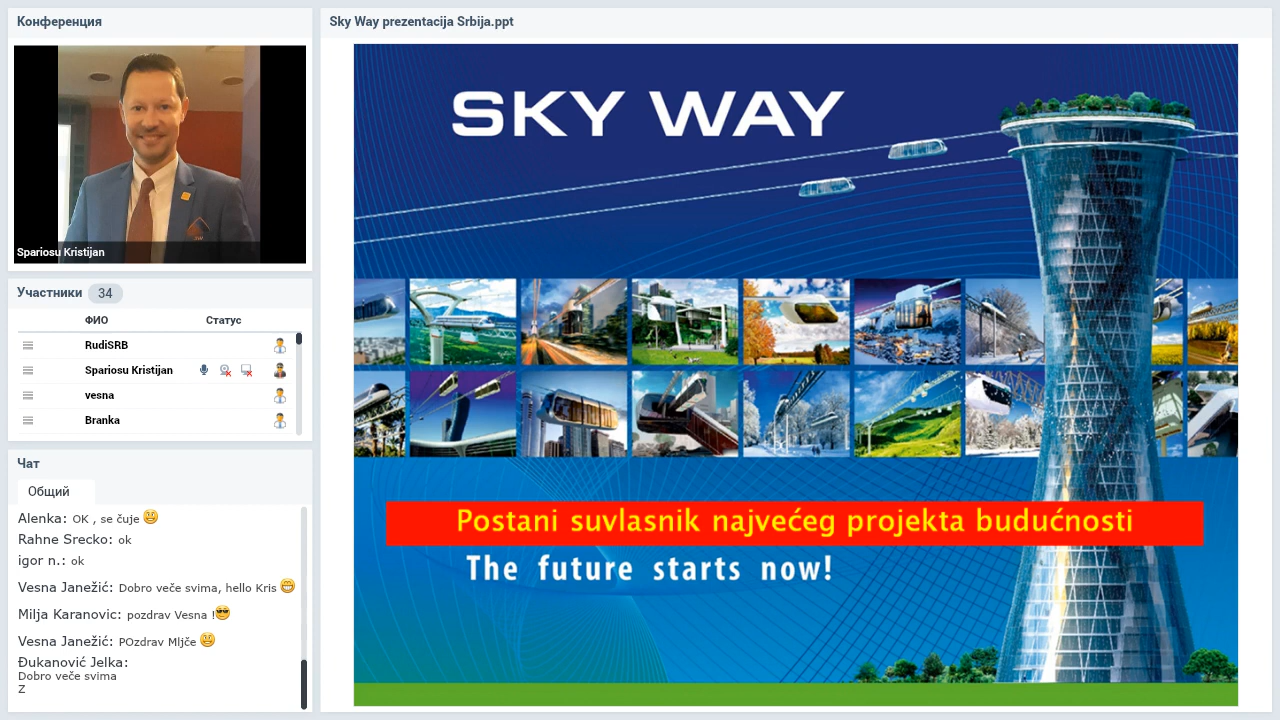 Конференция
Spariosu Kristijan
Участники 34
ФИО Статус
RudiSRB
Spariosu Kristijan
vesna
Branka
Чат
Общий
Alenka: OK , se čuje
Rahne Srecko: ok
igor n.: ok
Vesna Janežić: Dobro veče svima, hello Kris
Milja Karanovic: pozdrav Vesna !
Vesna Janežić: POzdrav Mljče
Đukanović Jelka:
Dobro veče svima
Z
Sky Way prezentacija Srbija.ppt
SKY WAY
Postani suvlasnik najvećeg projekta budućnosti
The future starts now!